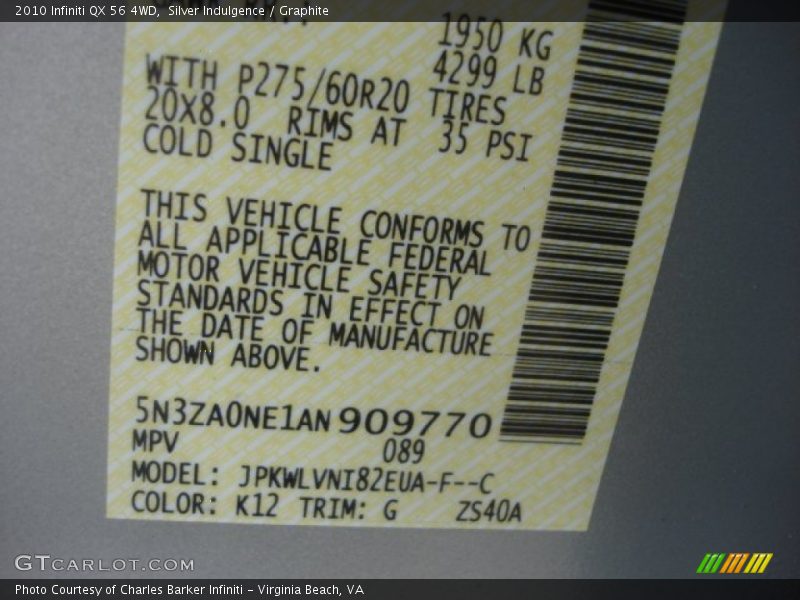 2010 Infiniti QX 56 4WD, Silver Indulgence / Graphite
1950 KG
4299 LB
WITH P275/60R20 TIRES
20X8.0 RIMS AT 35 PSI
COLD SINGLE
THIS VEHICLE CONFORMS TO
ALL APPLICABLE FEDERAL
MOTOR VEHICLE SAFETY
STANDARDS IN EFFECT ON
THE DATE OF MANUFACTURE
SHOWN ABOVE.
5N3ZA0NE1AN909770
MPV 089
MODEL: JPKWLVNI82EUA-F--C
COLOR: K12 TRIM: G ZS40A
GTCARLOT.COM
Photo Courtesy of Charles Barker Infiniti - Virginia Beach, VA